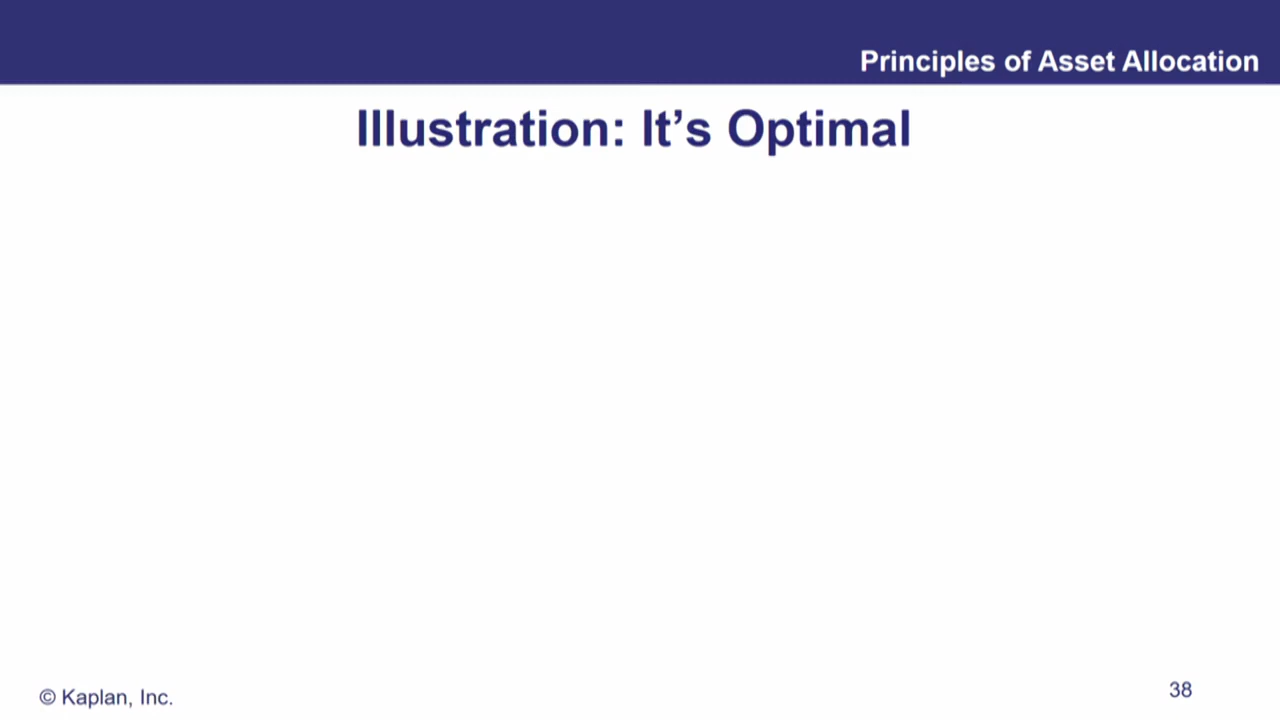 Principles of Asset Allocation
Illustration: It’s Optimal
© Kaplan, Inc.
38